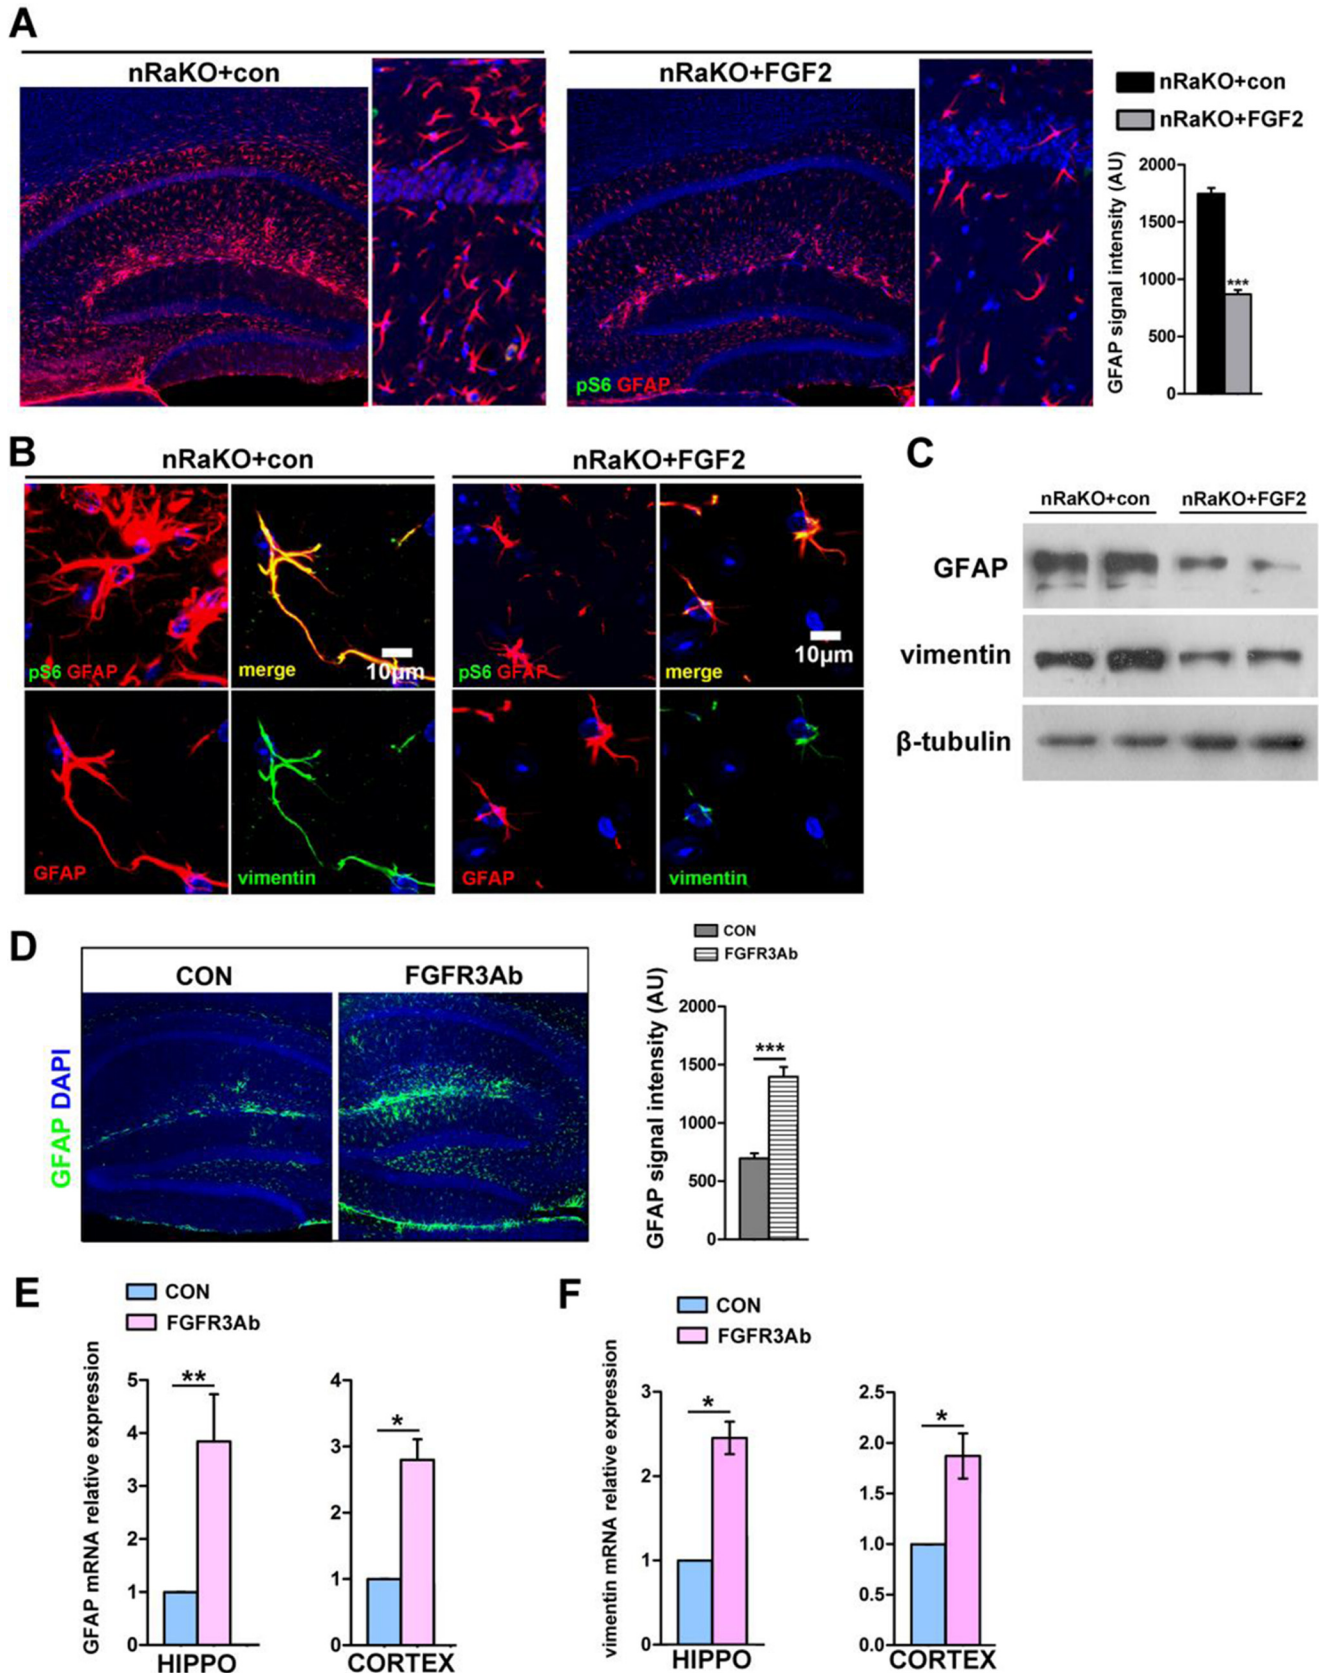 A
nRaKO+con
nRaKO+FGF2
pS6 GFAP
nRaKO+con
nRaKO+FGF2
GFAP signal intensity (AU)
2000
1500
1000
500
0
***
B
nRaKO+con
nRaKO+FGF2
pS6 GFAP
merge
10μm
pS6 GFAP
merge
10μm
GFAP
vimentin
GFAP
vimentin
C
nRaKO+con
nRaKO+FGF2
GFAP
vimentin
β-tubulin
D
CON
FGFR3Ab
GFAP DAPI
CON
FGFR3Ab
GFAP signal intensity (AU)
2000
1500
1000
500
0
***
E
CON
FGFR3Ab
GFAP mRNA relative expression
5
4
3
2
1
0
**
HIPPO
4
3
2
1
0
*
CORTEX
F
CON
FGFR3Ab
vimentin mRNA relative expression
3
2
1
0
*
HIPPO
2.5
2.0
1.5
1.0
0.5
0.0
*
CORTEX